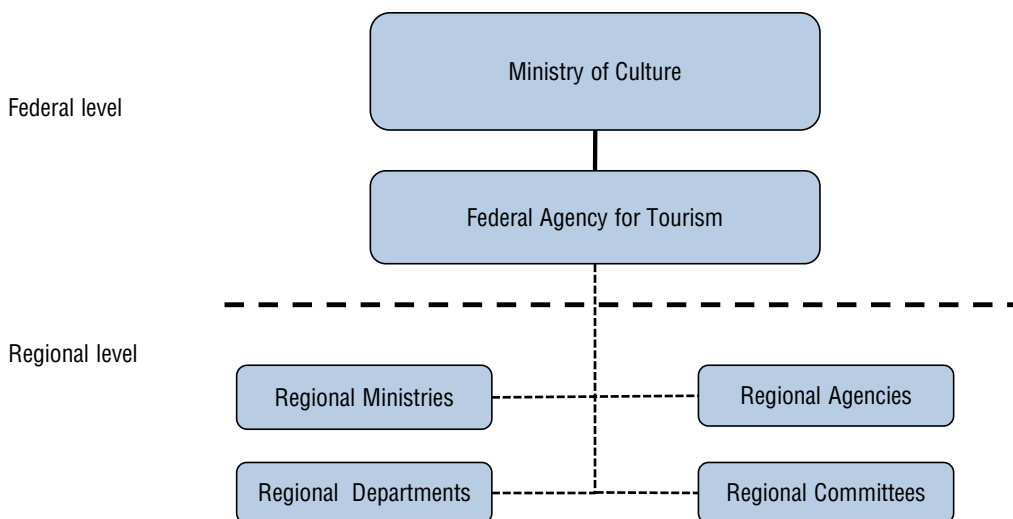 Ministry of Culture
Federal level
Federal Agency for Tourism
Regional level
Regional Ministries
Regional Agencies
Regional Departments
Regional Committees